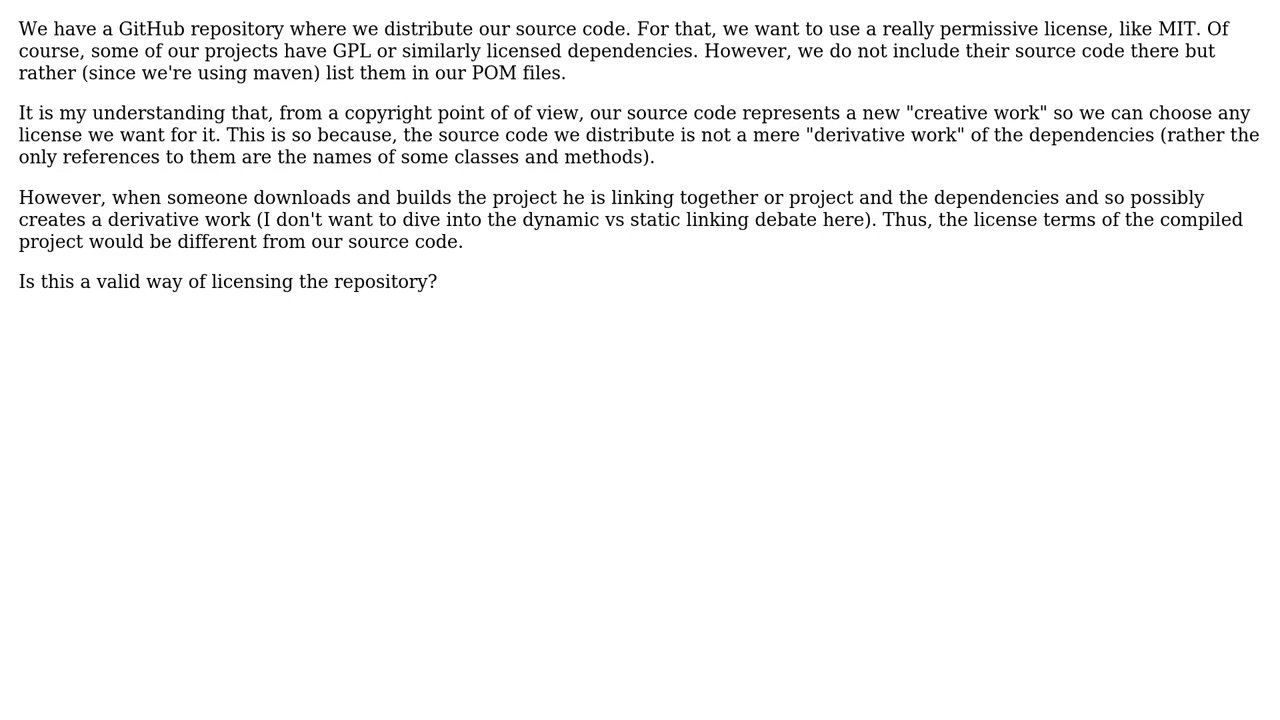 We have a GitHub repository where we distribute our source code. For that, we want to use a really permissive license, like MIT. Of
course, some of our projects have GPL or similarly licensed dependencies. However, we do not include their source code there but
rather (since we're using maven) list them in our POM files.
It is my understanding that, from a copyright point of of view, our source code represents a new "creative work" so we can choose any
license we want for it. This is so because, the source code we distribute is not a mere "derivative work" of the dependencies (rather the
only references to them are the names of some classes and methods).
However, when someone downloads and builds the project he is linking together or project and the dependencies and so possibly
creates a derivative work (I don't want to dive into the dynamic vs static linking debate here). Thus, the license terms of the compiled
project would be different from our source code.
Is this a valid way of licensing the repository?